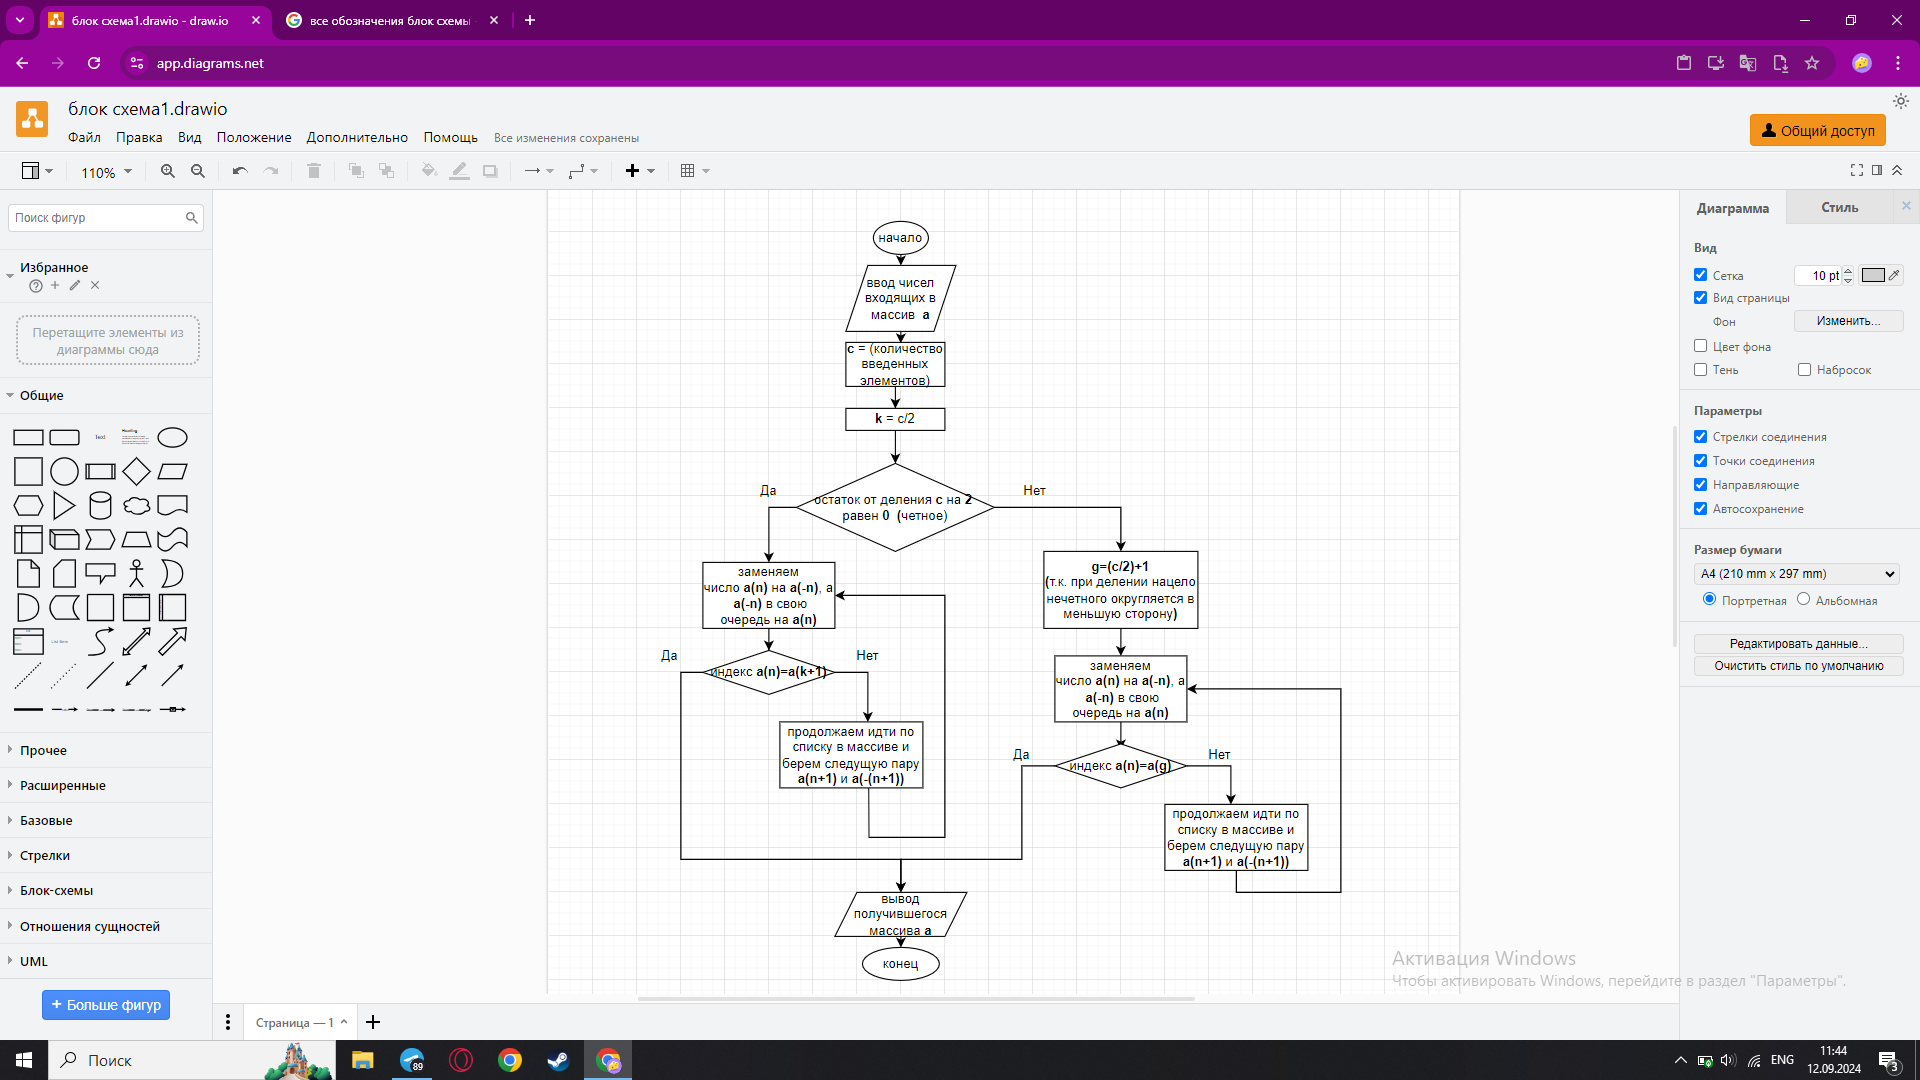 блок схема1.drawio - draw.io
все обозначения блок схемы
app.diagrams.net
блок схема1.drawio
Файл Правка Вид Положение Дополнительно Помощь Все изменения сохранены
Общий доступ
110%
Поиск фигур
Избранное
Перетащите элементы из
диаграммы сюда
Общие
Text
Heading
List Item
Прочее
Расширенные
Базовые
Стрелки
Блок-схемы
Отношения сущностей
UML
+ Больше фигур
начало
ввод чисел
входящих в
массив a
c = (количество
введенных
элементов)
k = c/2
Да
остаток от деления c на 2
равен 0 (четное)
Нет
заменяем
число a(n) на a(-n), а
a(-n) в свою
очередь на a(n)
g=(c/2)+1
(т.к. при делении нацело
нечетного округляется в
меньшую сторону)
Да
индекс a(n)=a(k+1)
Нет
заменяем
число a(n) на a(-n), а
a(-n) в свою
очередь на a(n)
продолжаем идти по
списку в массиве и
берем следущую пару
a(n+1) и a(-(n+1))
Да
индекс a(n)=a(g)
Нет
продолжаем идти по
списку в массиве и
берем следущую пару
a(n+1) и a(-(n+1))
вывод
получившегося
массива a
конец
Диаграмма
Стиль
Вид
Сетка
10 pt
Вид страницы
Фон
Изменить...
Цвет фона
Тень
Набросок
Параметры
Стрелки соединения
Точки соединения
Направляющие
Автосохранение
Размер бумаги
A4 (210 mm x 297 mm)
Портретная
Альбомная
Редактировать данные...
Очистить стиль по умолчанию
Активация Windows
Чтобы активировать Windows, перейдите в раздел "Параметры".
Страница — 1
Поиск
89
ENG
11:44
12.09.2024
3